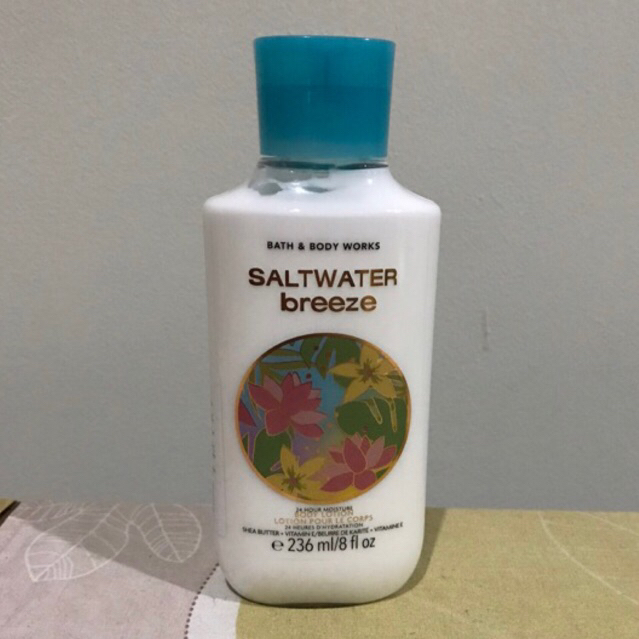 BATH & BODY WORKS
SALTWATER
breeze
24 HOUR MOISTURE
BODY LOTION
LOTION POUR LE CORPS
24 HEURES D'HYDRATATION
SHEA BUTTER • VITAMIN E/BEURRE DE KARITÉ • VITAMINE E
e 236 ml/8 fl oz